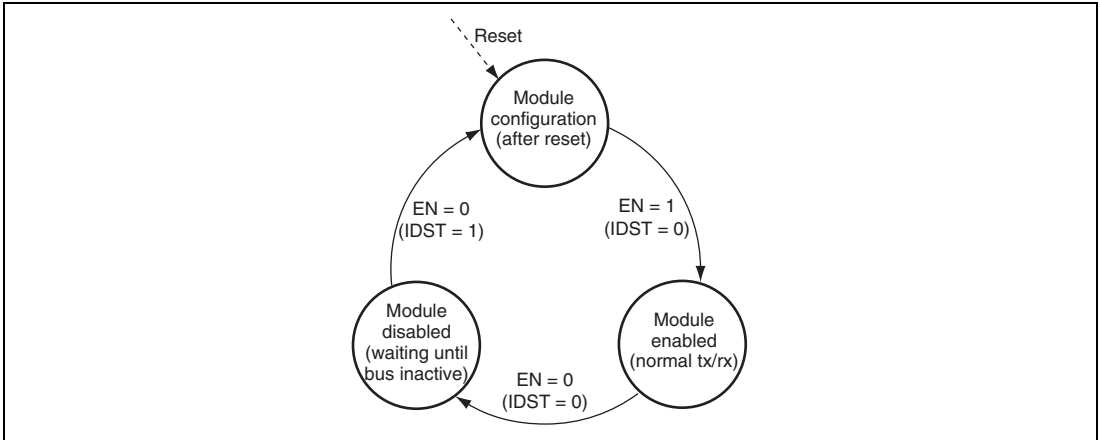 Reset
Module
configuration
(after reset)
EN = 0
(IDST = 1)
EN = 1
(IDST = 0)
Module
disabled
(waiting until
bus inactive)
Module
enabled
(normal tx/rx)
EN = 0
(IDST = 0)